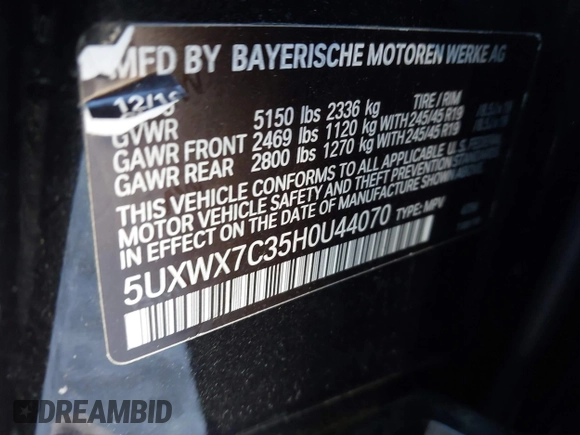 MFD BY BAYERISCHE MOTOREN WERKE AG
12/16
TIRE / RIM
GVWR 5150 lbs 2336 kg
GAWR FRONT 2469 lbs 1120 kg WITH 245/45 R19
GAWR REAR 2800 lbs 1270 kg WITH 245/45 R19
THIS VEHICLE CONFORMS TO ALL APPLICABLE U.S.
MOTOR VEHICLE SAFETY AND THEFT PREVENTION
IN EFFECT ON THE DATE OF MANUFACTURE SHOWN
5UXWX7C35H0U44070 TYPE: MPV
DREAMBID